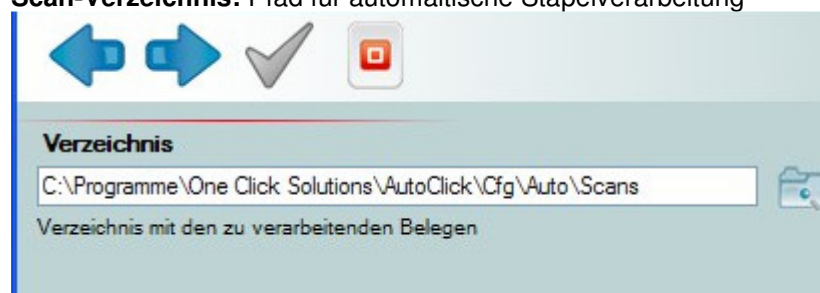 Scan-Verzeichnis: Pfad für automaitische Stapelverarbeitung
Verzeichnis
C:\Programme\One Click Solutions\AutoClick\Cfg\Auto\Scans
Verzeichnis mit den zu verarbeitenden Belegen